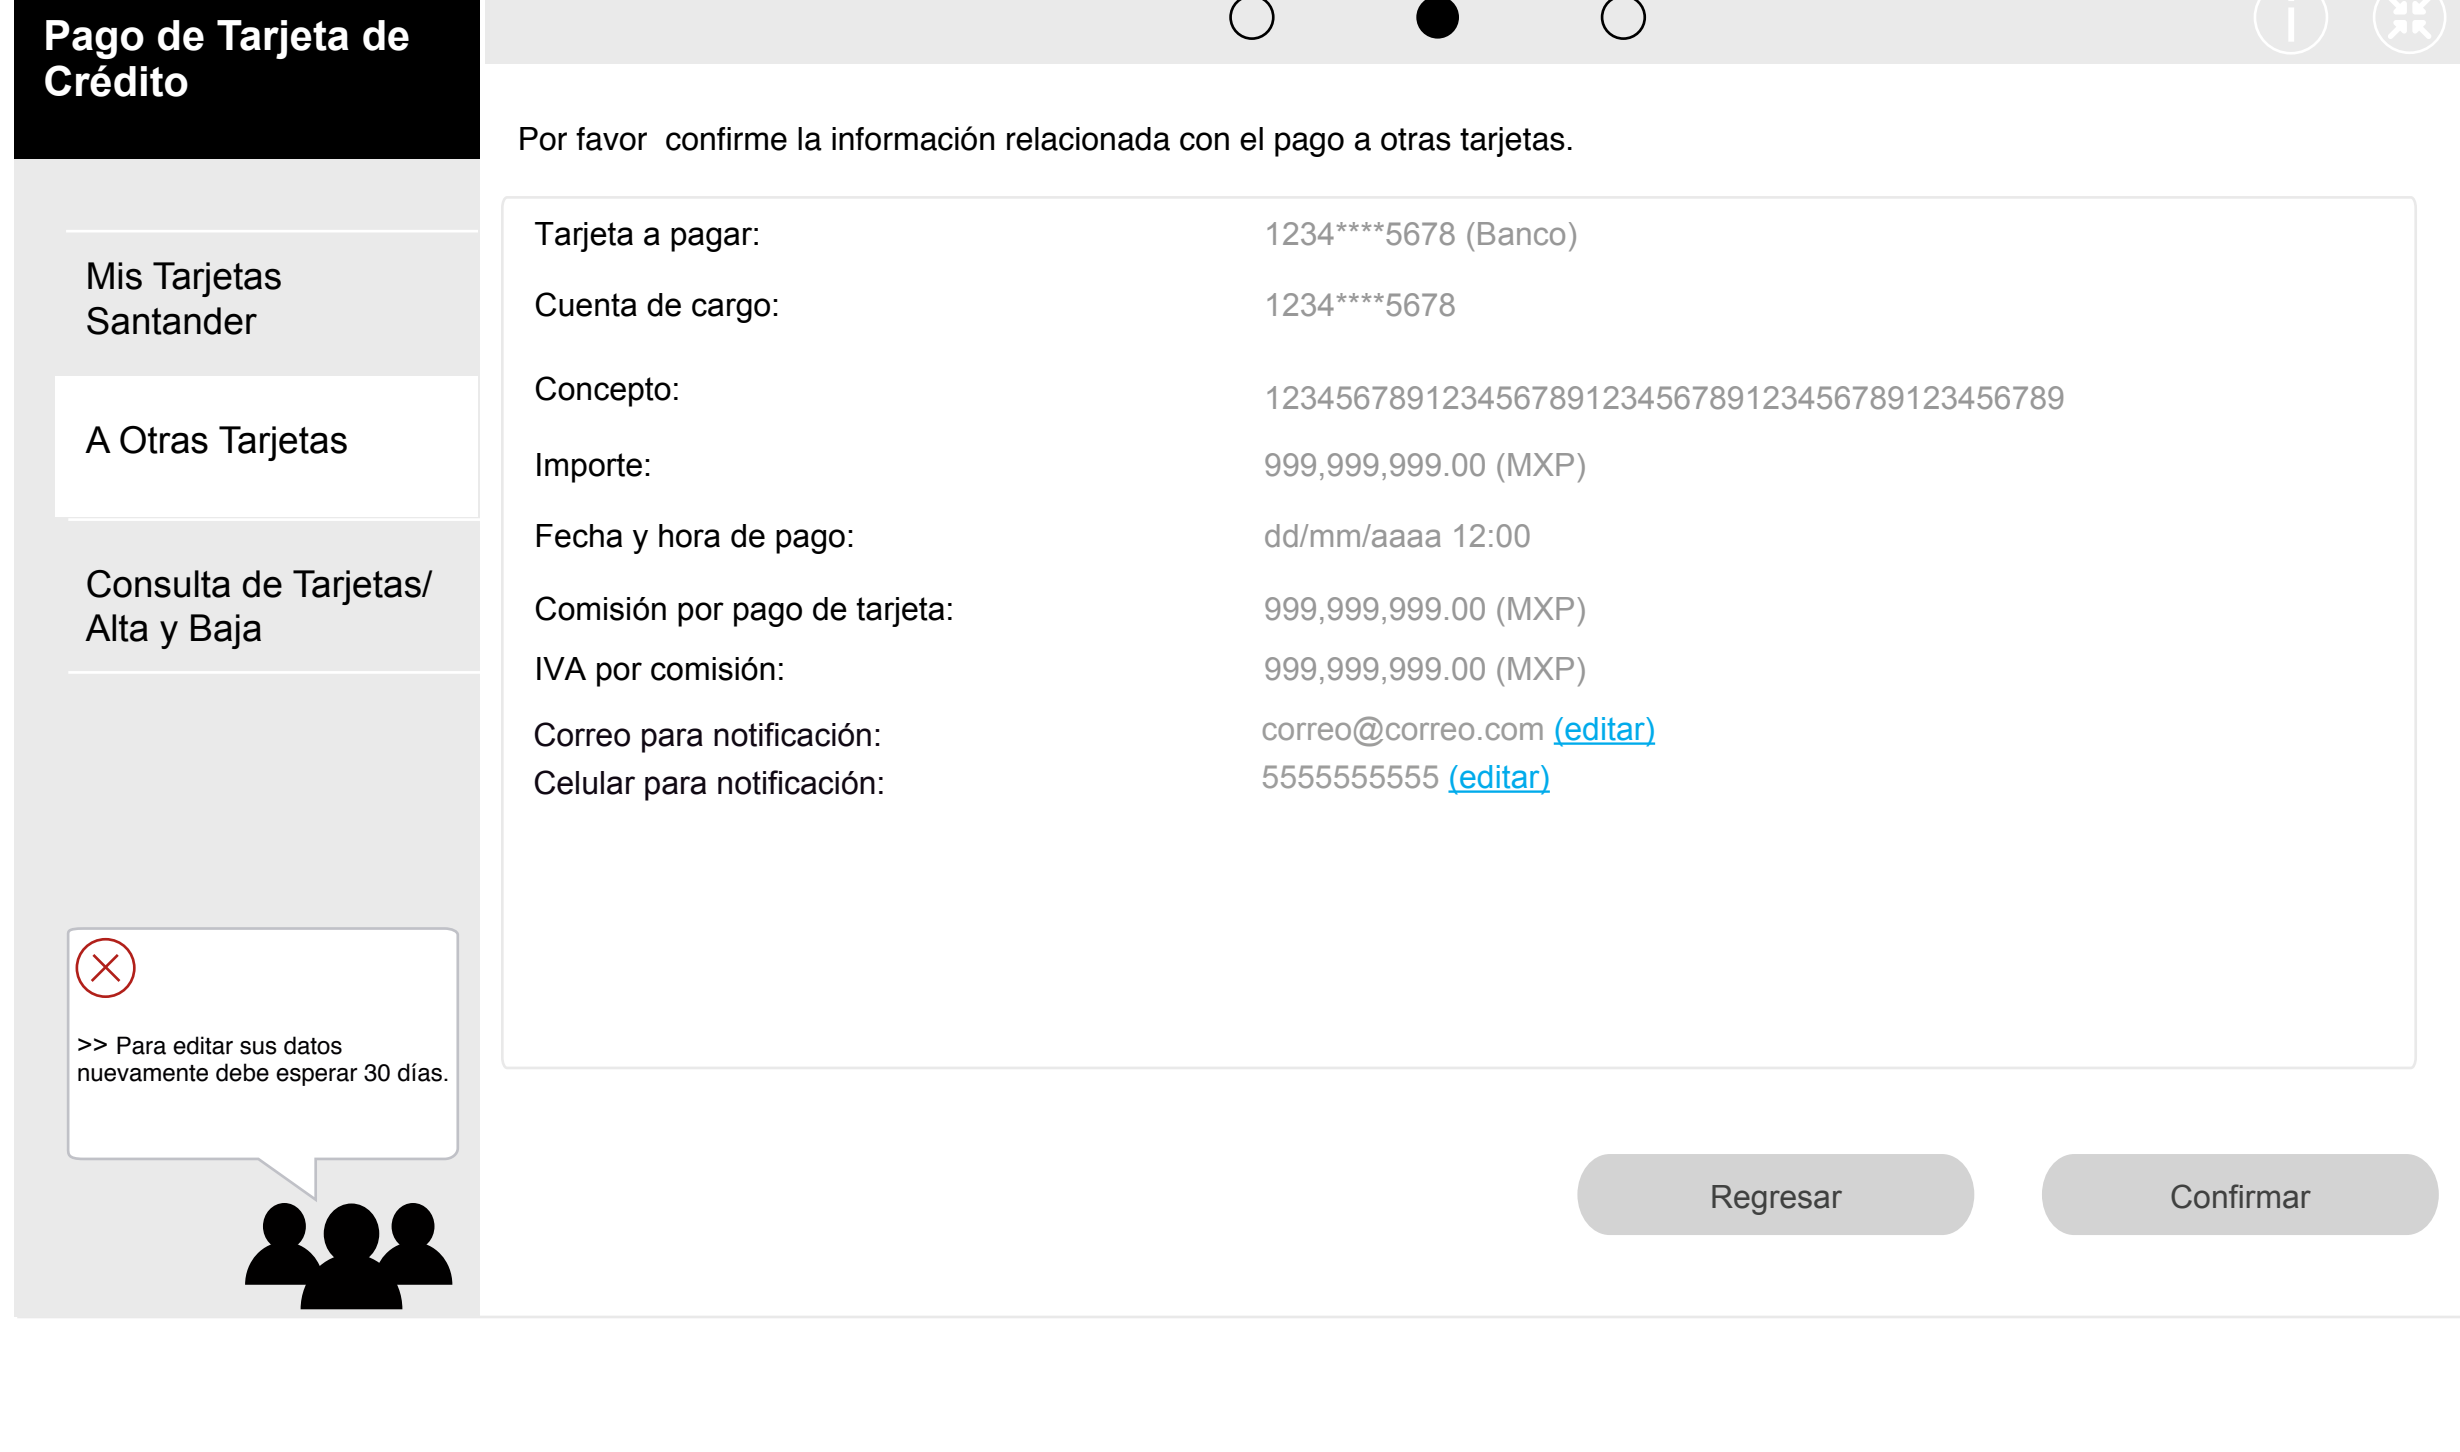 Pago de Tarjeta de
Crédito
Por favor  confirme la información relacionada con el pago a otras tarjetas.
Mis Tarjetas
Santander
A Otras Tarjetas
Consulta de Tarjetas/
Alta y Baja
Tarjeta a pagar: 1234****5678 (Banco)
Cuenta de cargo: 1234****5678
Concepto: 123456789123456789123456789123456789123456789
Importe: 999,999,999.00 (MXP)
Fecha y hora de pago: dd/mm/aaaa 12:00
Comisión por pago de tarjeta: 999,999,999.00 (MXP)
IVA por comisión: 999,999,999.00 (MXP)
Correo para notificación: correo@correo.com (editar)
Celular para notificación: 5555555555 (editar)
>> Para editar sus datos
nuevamente debe esperar 30 días.
Regresar
Confirmar